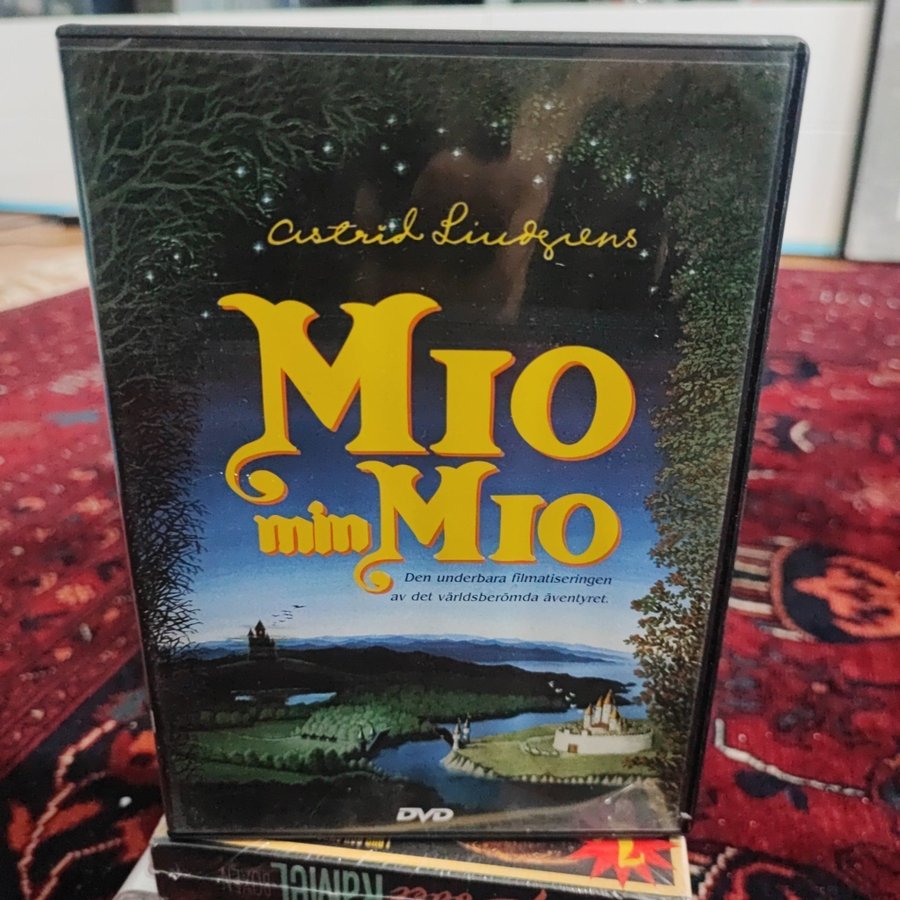 Astrid Lindgrens
MIO
min MIO
Den underbara filmatiseringen
av det världsberömda äventyret.
DVD